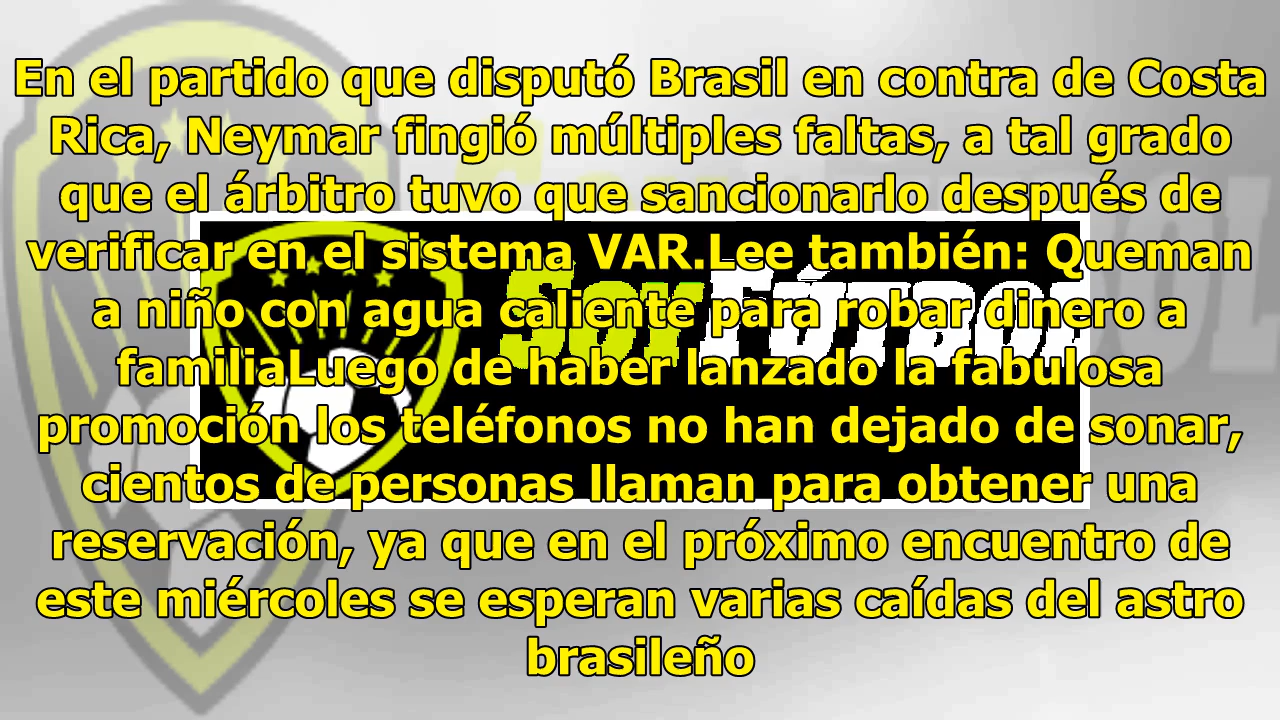 En el partido que disputó Brasil en contra de Costa
Rica, Neymar fingió múltiples faltas, a tal grado
que el árbitro tuvo que sancionarlo después de
verificar en el sistema VAR.Lee también: Queman
a niño con agua caliente para robar dinero a
familiaLuego de haber lanzado la fabulosa
promoción los teléfonos no han dejado de sonar,
cientos de personas llaman para obtener una
reservación, ya que en el próximo encuentro de
este miércoles se esperan varias caídas del astro
brasileño
SoyFútbol